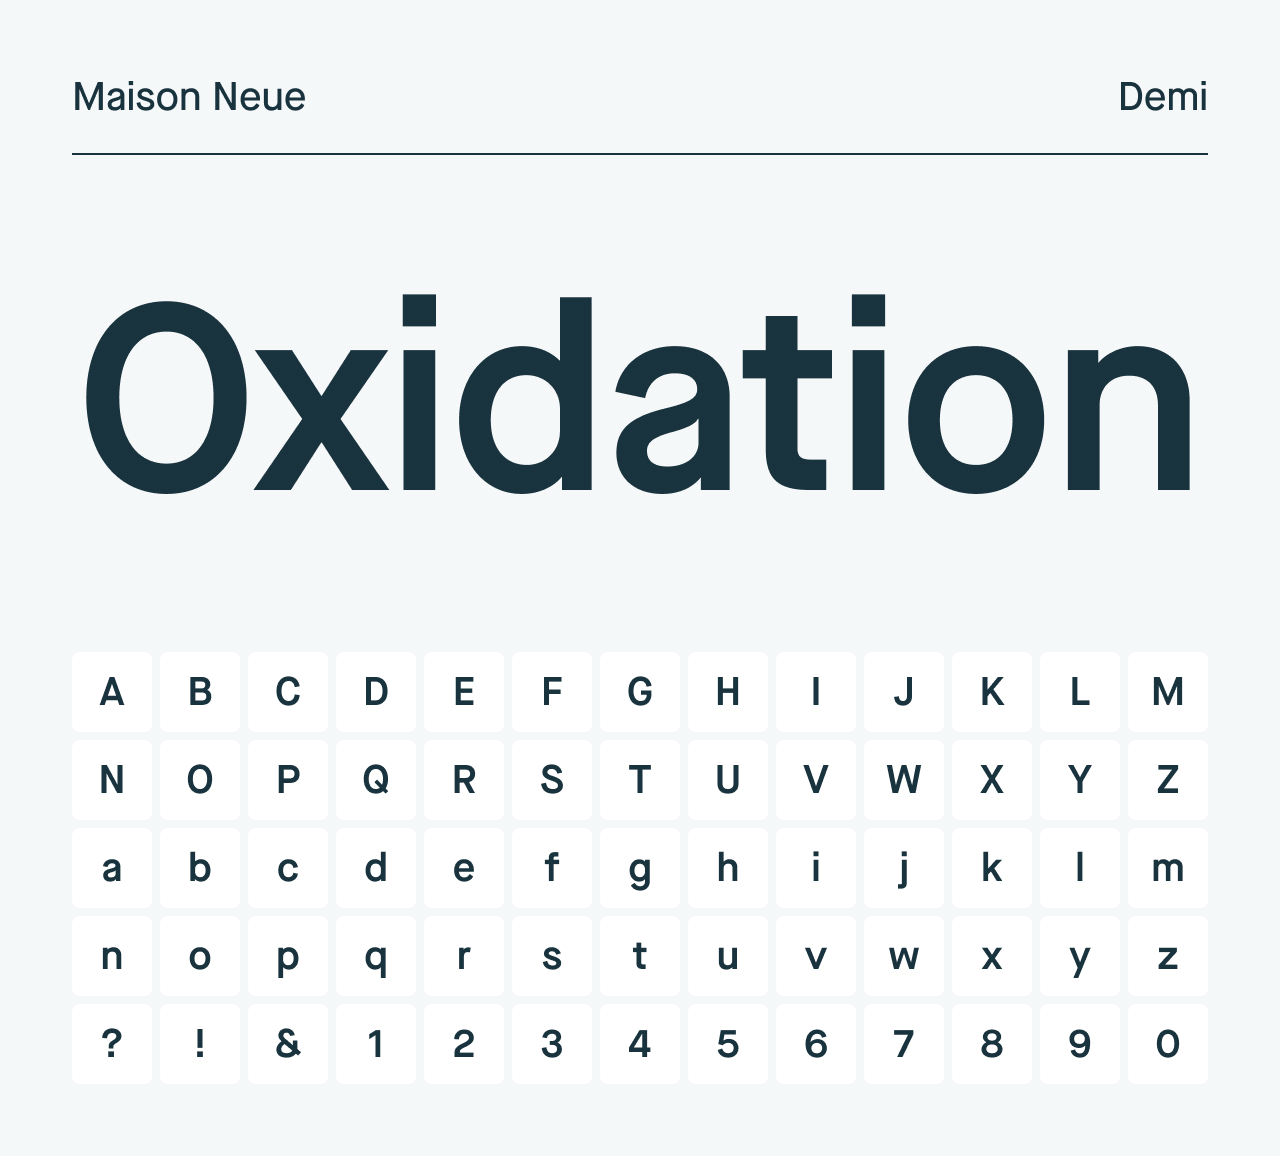 Maison Neue Demi
Oxidation
A B C D E F G H I J K L M
N O P Q R S T U V W X Y Z
a b c d e f g h i j k l m
n o p q r s t u v w x y z
? ! & 1 2 3 4 5 6 7 8 9 0